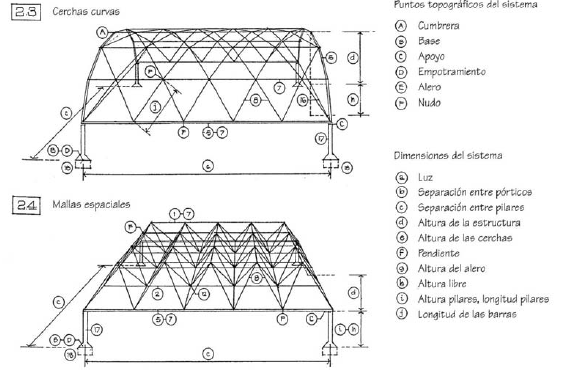 2.3 Cerchas curvas
Puntos topográficos del sistema
A Cumbrera
B Base
C Apoyo
D Empotramiento
E Alero
F Nudo
Dimensiones del sistema
a Luz
b Separación entre pórticos
c Separación entre pilares
d Altura de la estructura
e Altura de las cerchas
f Pendiente
g Altura del alero
h Altura libre
i Altura pilares, longitud pilares
j Longitud de las barras
2.4 Mallas espaciales